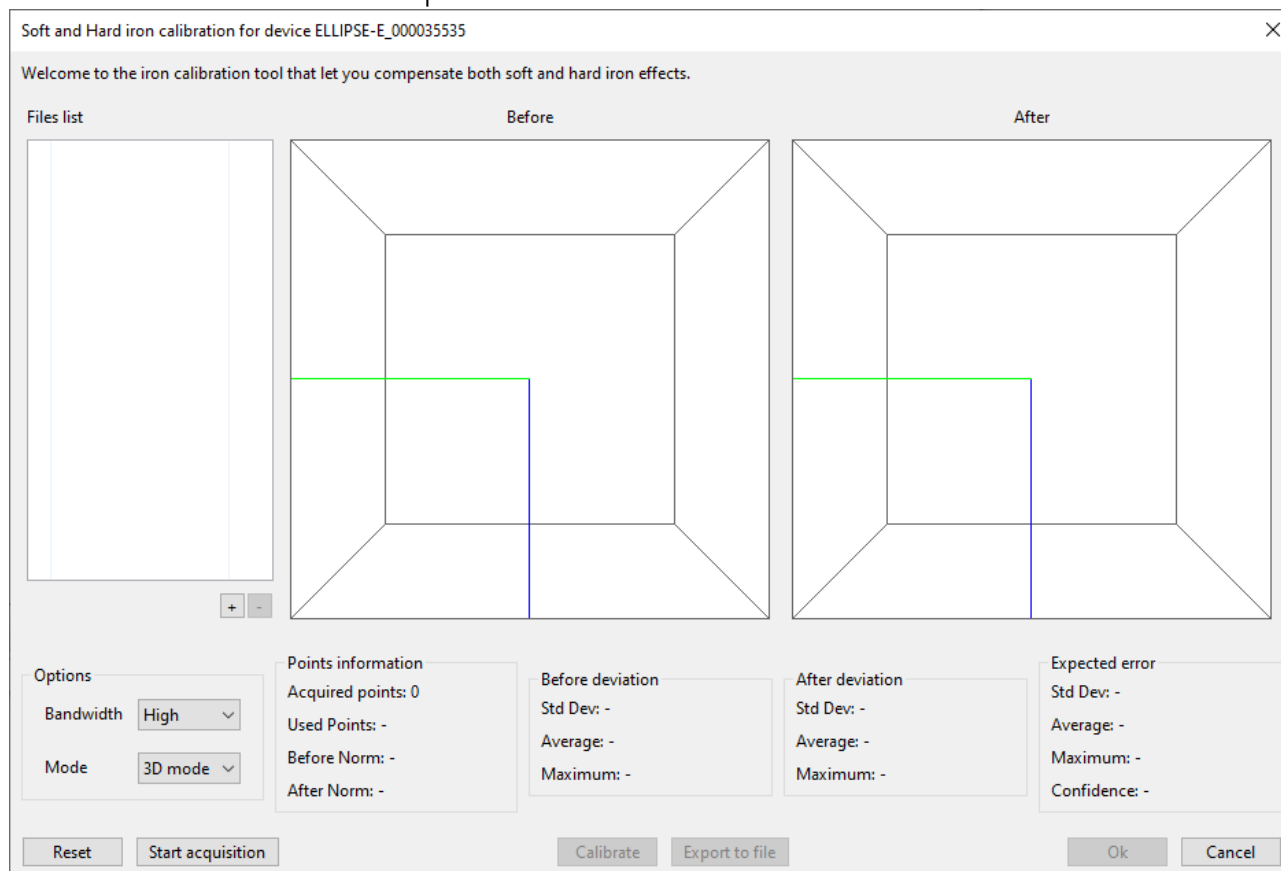 Soft and Hard iron calibration for device ELLIPSE-E_000035535
Welcome to the iron calibration tool that let you compensate both soft and hard iron effects.
Files list
Before
After
+ -
Options
Bandwidth High
Mode 3D mode
Points information
Acquired points: 0
Used Points: -
Before Norm: -
After Norm: -
Before deviation
Std Dev: -
Average: -
Maximum: -
After deviation
Std Dev: -
Average: -
Maximum: -
Expected error
Std Dev: -
Average: -
Maximum: -
Confidence: -
Reset
Start acquisition
Calibrate
Export to file
Ok
Cancel